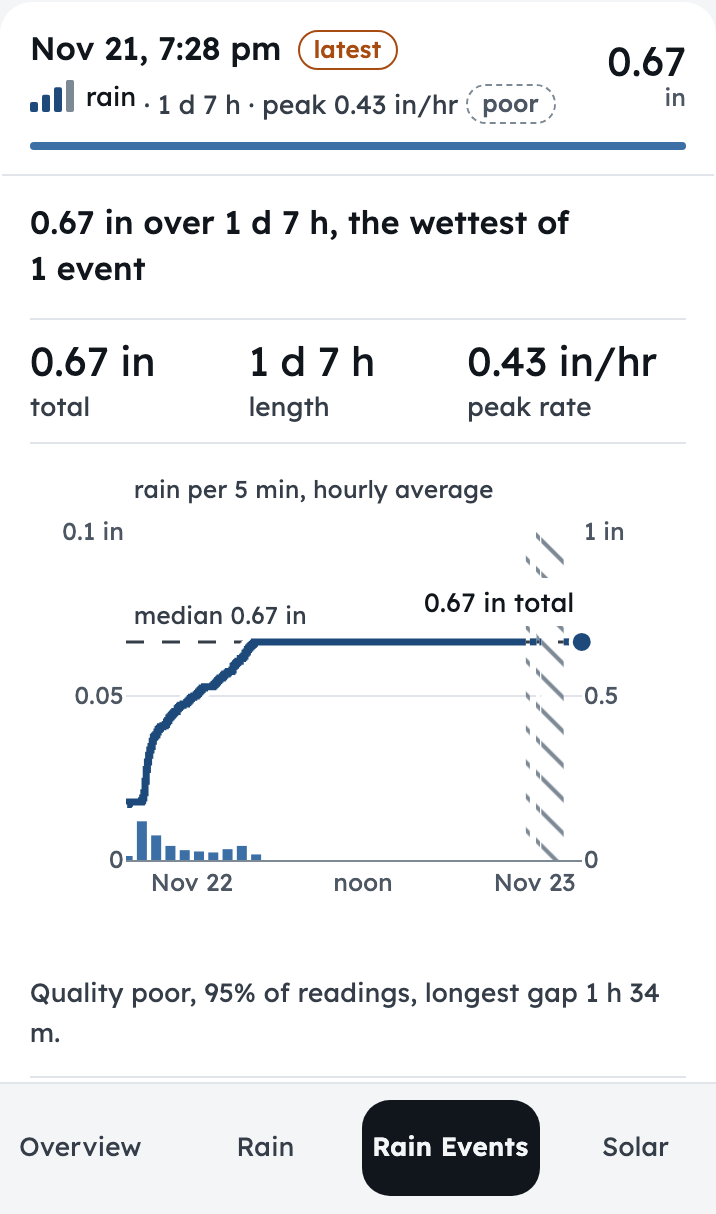 Nov 21, 7:28 pm latest
0.67
in
rain · 1 d 7 h · peak 0.43 in/hr poor
0.67 in over 1 d 7 h, the wettest of
1 event
0.67 in
total
1 d 7 h
length
0.43 in/hr
peak rate
rain per 5 min, hourly average
0.1 in
1 in
0.67 in total
median 0.67 in
0.05
0.5
0
0
Nov 22
noon
Nov 23
Quality poor, 95% of readings, longest gap 1 h 34
m.
Overview
Rain
Rain Events
Solar